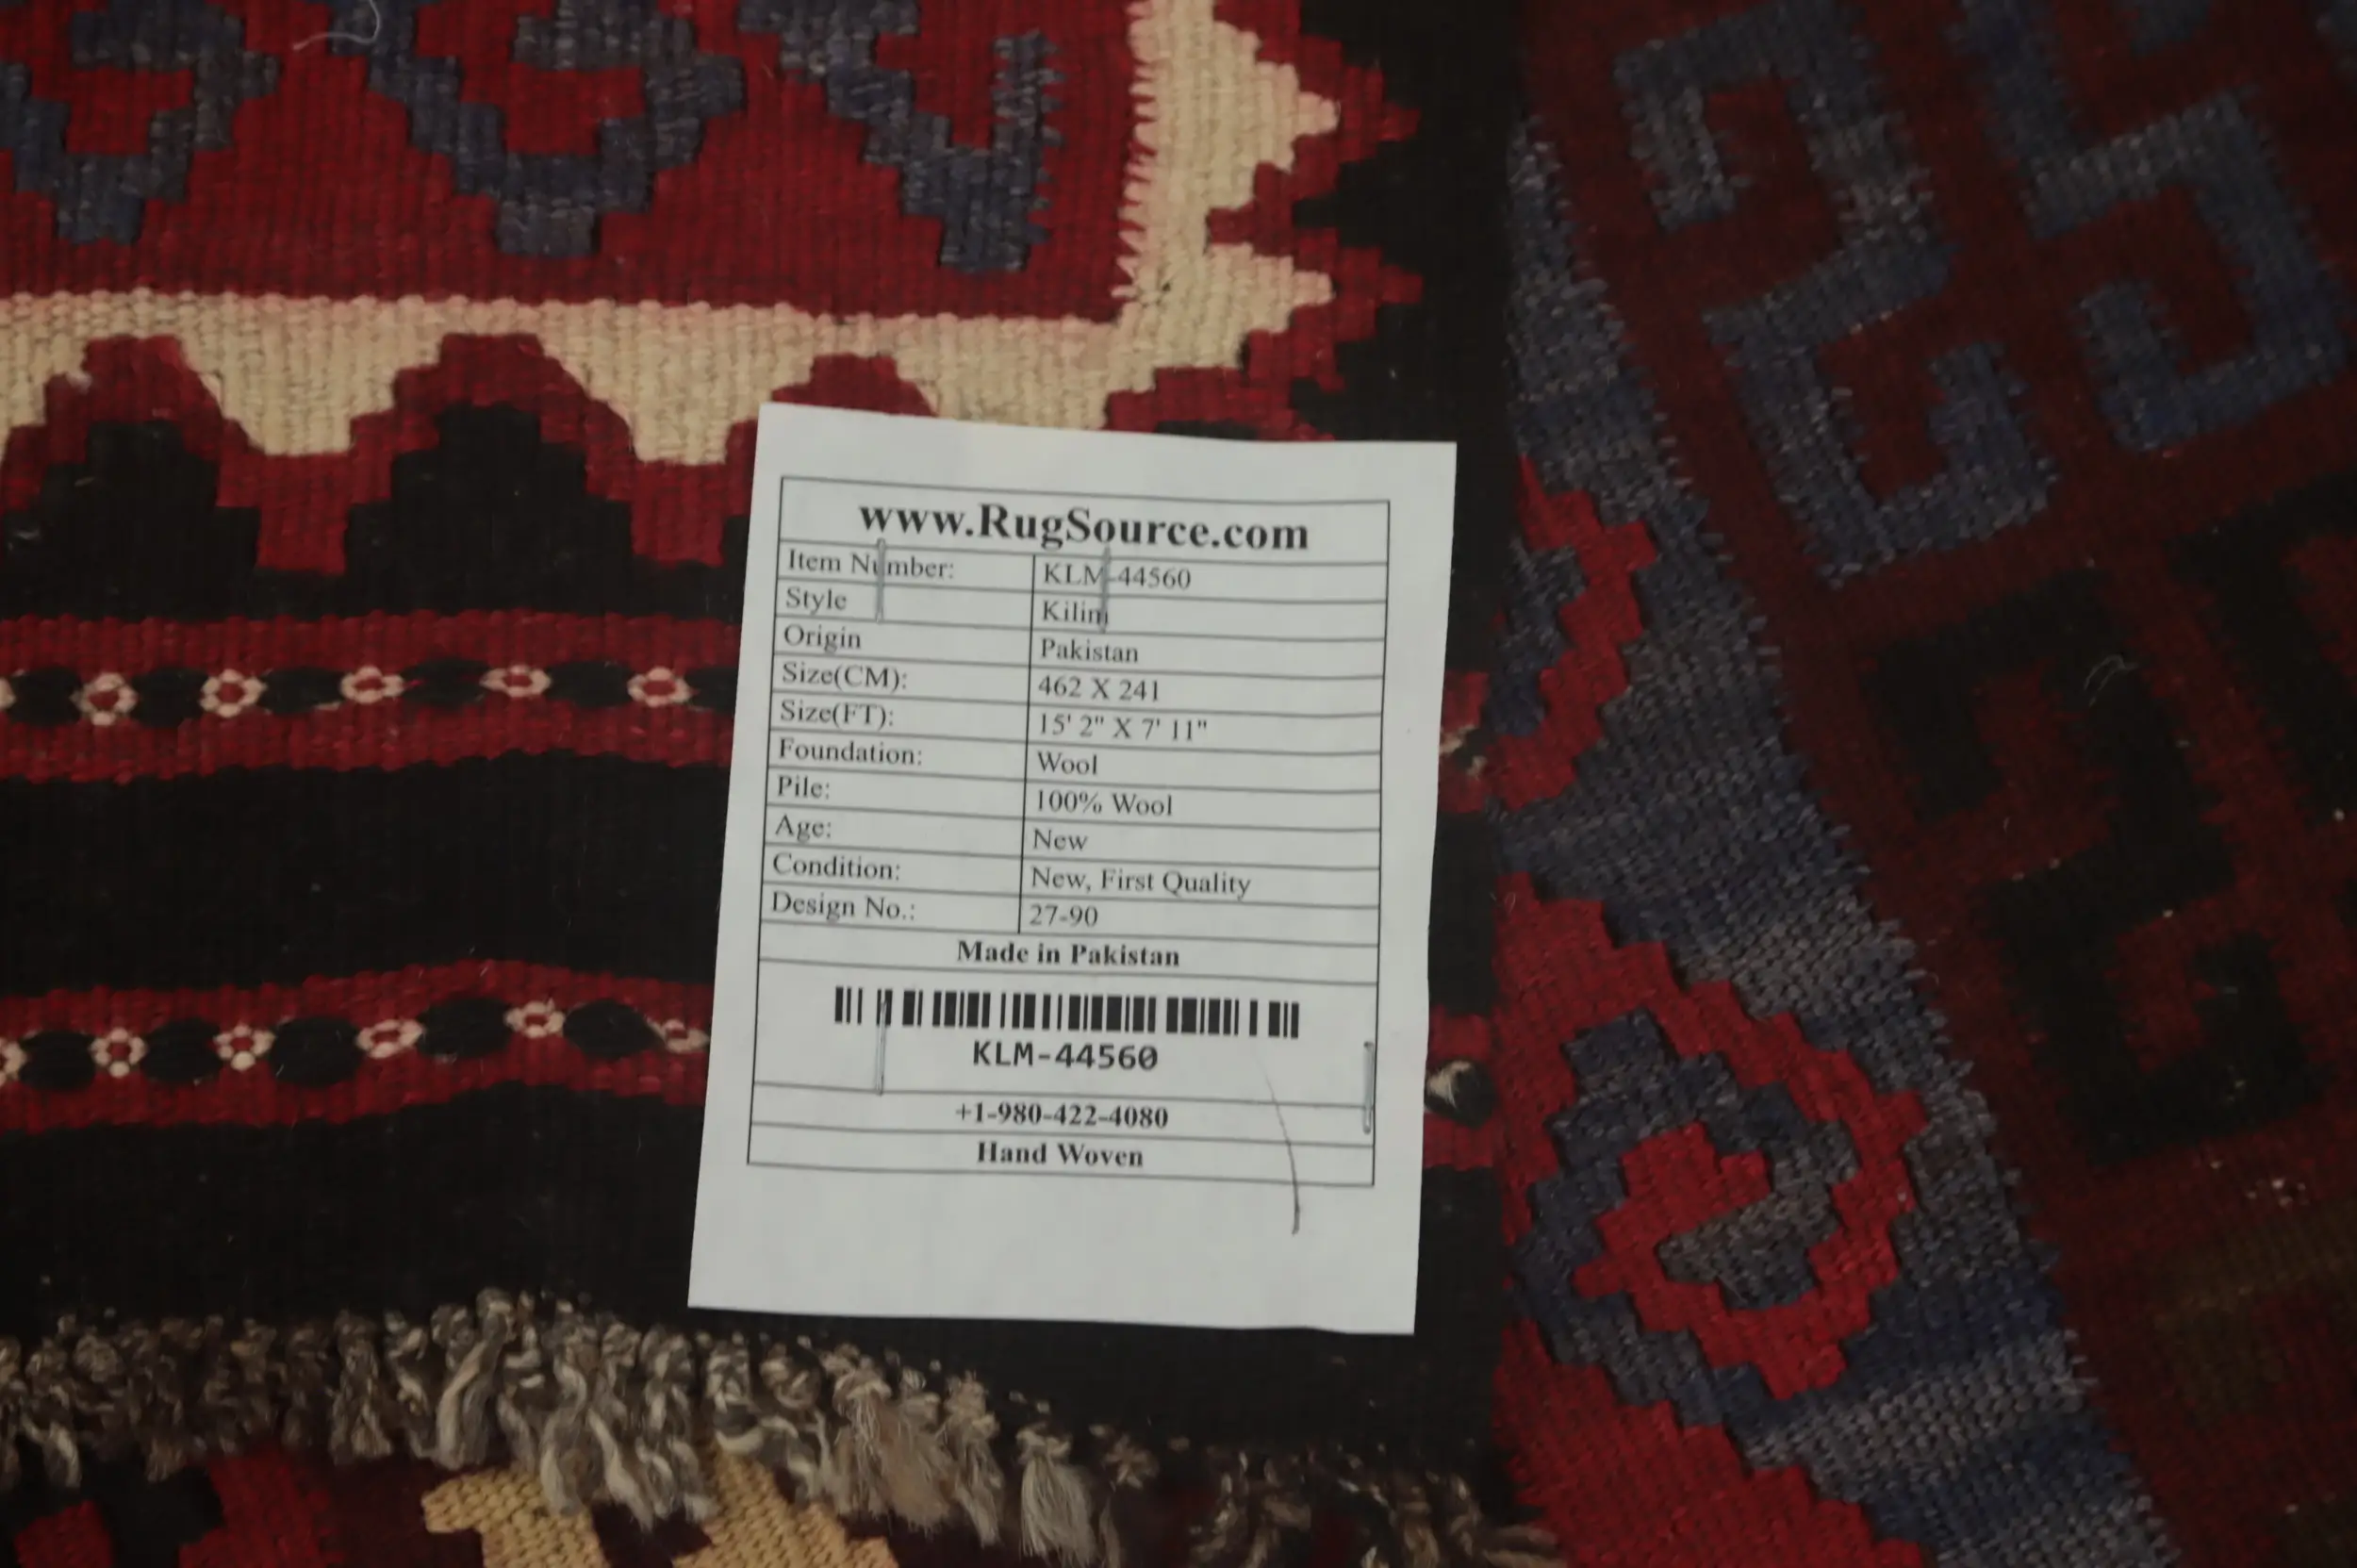 www.RugSource.com
Item Number: KLM-44560
Style Kilim
Origin Pakistan
Size(CM): 462 X 241
Size(FT): 15' 2" X 7' 11"
Foundation: Wool
Pile: 100% Wool
Age: New
Condition: New, First Quality
Design No.: 27-90
Made in Pakistan
KLM-44560
+1-980-422-4080
Hand Woven